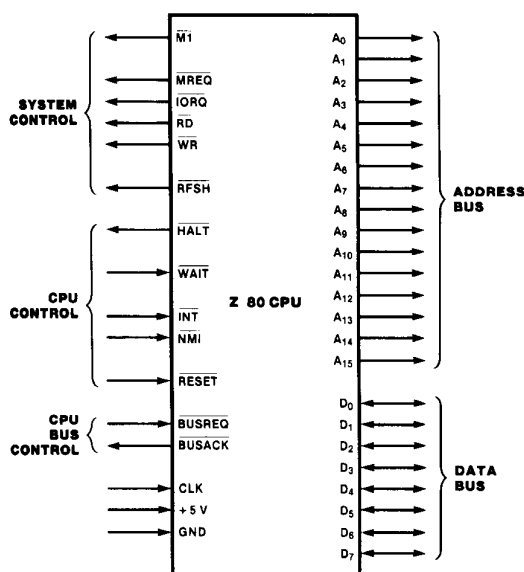 SYSTEM
CONTROL
M1
MREQ
IORQ
RD
WR
RFSH
CPU
CONTROL
HALT
WAIT
INT
NMI
RESET
CPU
BUS
CONTROL
BUSREQ
BUSACK
CLK
+5 V
GND
Z 80 CPU
A0
A1
A2
A3
A4
A5
A6
A7
A8
A9
A10
A11
A12
A13
A14
A15
ADDRESS
BUS
D0
D1
D2
D3
D4
D5
D6
D7
DATA
BUS